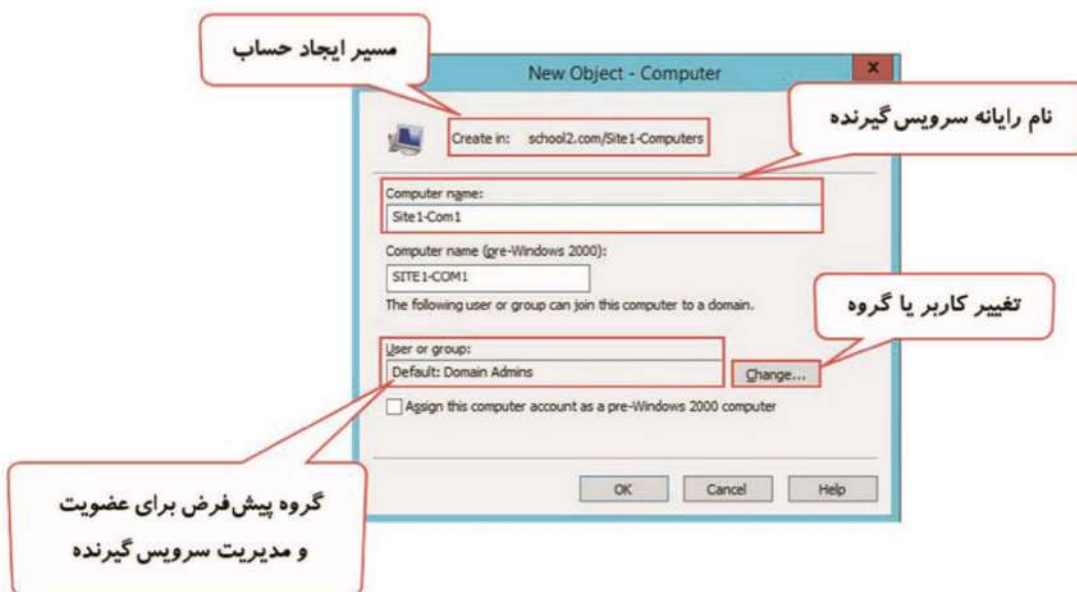 مسیر ایجاد حساب
New Object - Computer
x
نام رایانه سرویس گیرنده
Create in: school2.com/Site1-Computers
Computer name:
Site1-Com1
Computer name (pre-Windows 2000):
SITE1-COM1
The following user or group can join this computer to a domain.
تغییر کاربر یا گروه
User or group:
Default: Domain Admins
Change...
Assign this computer account as a pre-Windows 2000 computer
OK Cancel Help
گروه پیش‌فرض برای عضویت
و مدیریت سرویس گیرنده